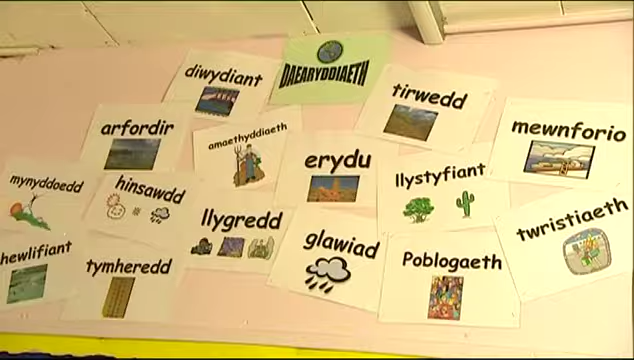 DAEARYDDIAETH
diwydiant
tirwedd
arfordir
amaethyddiaeth
mewnforio
erydu
llystyfiant
mynyddoedd
hinsawdd
llygredd
twristiaeth
glawiad
hewlifiant
tymheredd
Poblogaeth